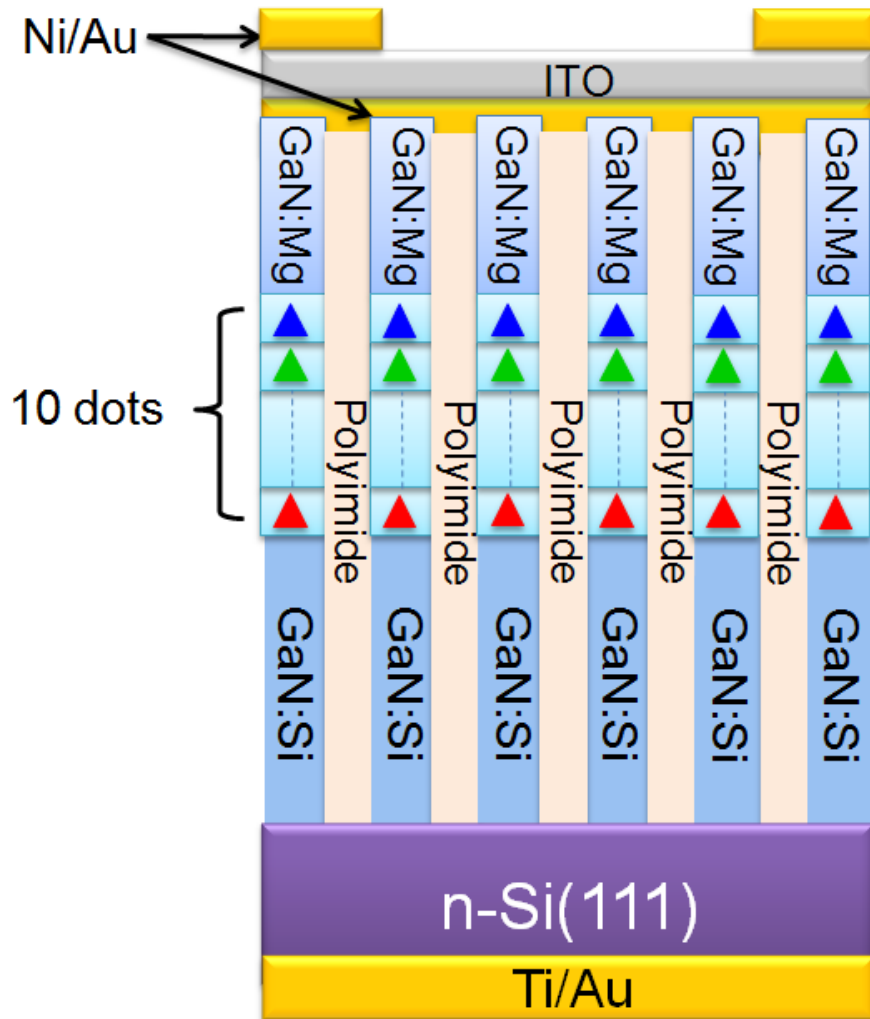 Ni/Au
ITO
GaN:Mg
GaN:Mg
GaN:Mg
GaN:Mg
GaN:Mg
GaN:Mg
10 dots
Polyimide
Polyimide
Polyimide
Polyimide
Polyimide
GaN:Si
GaN:Si
GaN:Si
GaN:Si
GaN:Si
GaN:Si
n-Si(111)
Ti/Au